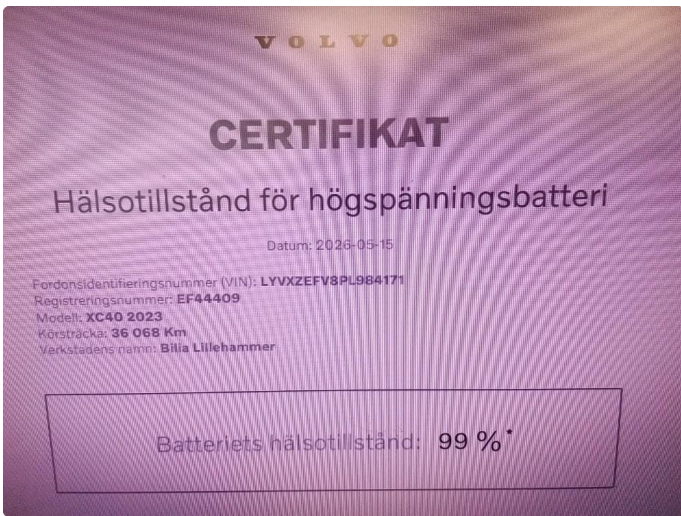 VOLVO
CERTIFIKAT
Hälsotillstånd för högspänningsbatteri
Datum: 2026-05-15
Fordonsidentifieringsnummer (VIN): LYVXZEFV8PL984171
Registreringsnummer: EF44409
Modell: XC40 2023
Körsträcka: 36 068 Km
Verkstadens namn: Bilia Lillehammer
Batteriets hälsotillstånd: 99 %*